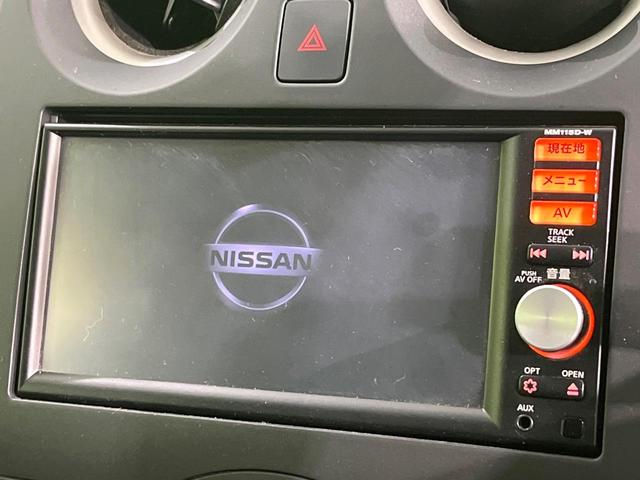 MM115D-W
現在地
メニュー
AV
TRACK
SEEK
PUSH
AV OFF
音量
NISSAN
OPT
OPEN
AUX